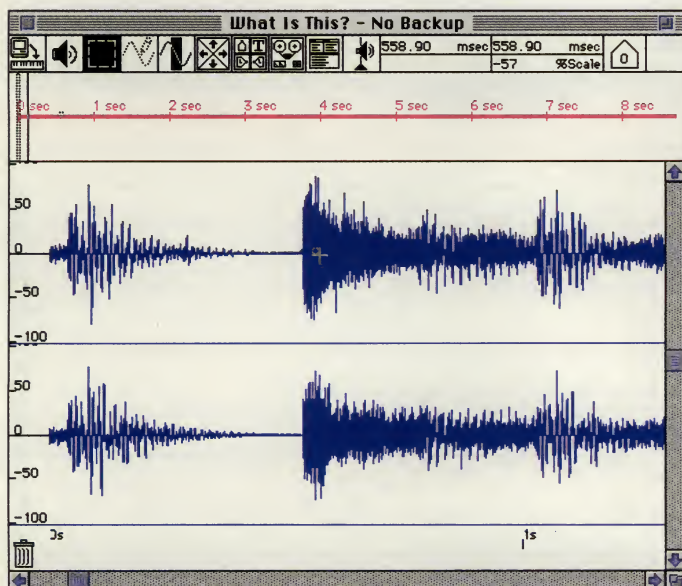 What Is This? - No Backup
558.90 msec 558.90 msec
-57 %Scale
0
0 sec 1 sec 2 sec 3 sec 4 sec 5 sec 6 sec 7 sec 8 sec
50
0
-50
-100
50
0
-50
-100
0s 1s